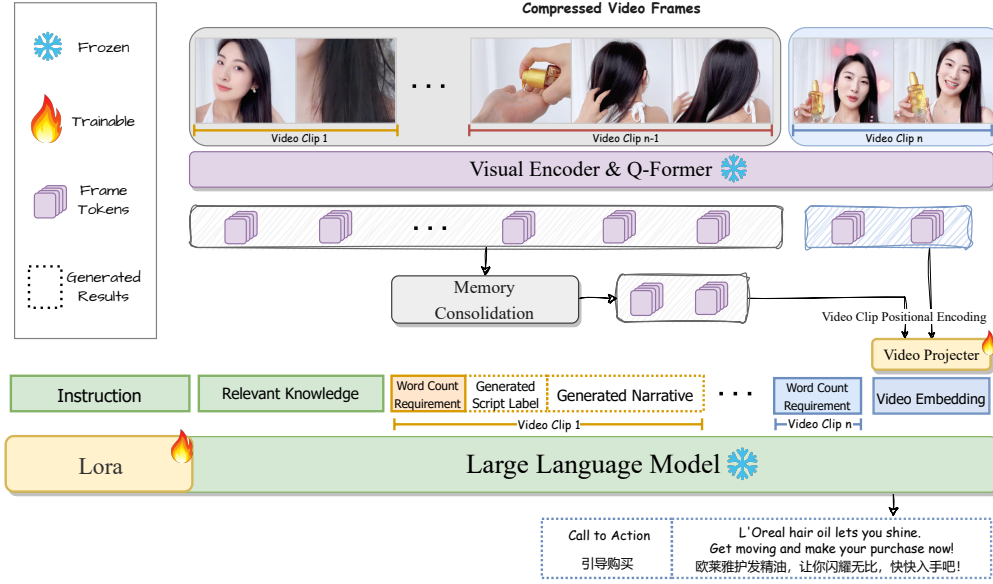 Compressed Video Frames
Frozen
Trainable
Frame
Tokens
Generated
Results
Video Clip 1
Video Clip n-1
Video Clip n
Visual Encoder & Q-Former
Memory
Consolidation
Video Clip Positional Encoding
Video Projecter
Instruction
Relevant Knowledge
Word Count
Requirement
Generated
Script Label
Generated Narrative
Word Count
Requirement
Video Embedding
Video Clip 1
Video Clip n
Lora
Large Language Model
Call to Action
引导购买
L'Oreal hair oil lets you shine.
Get moving and make your purchase now!
欧莱雅护发精油，让你闪耀无比，快快入手吧！